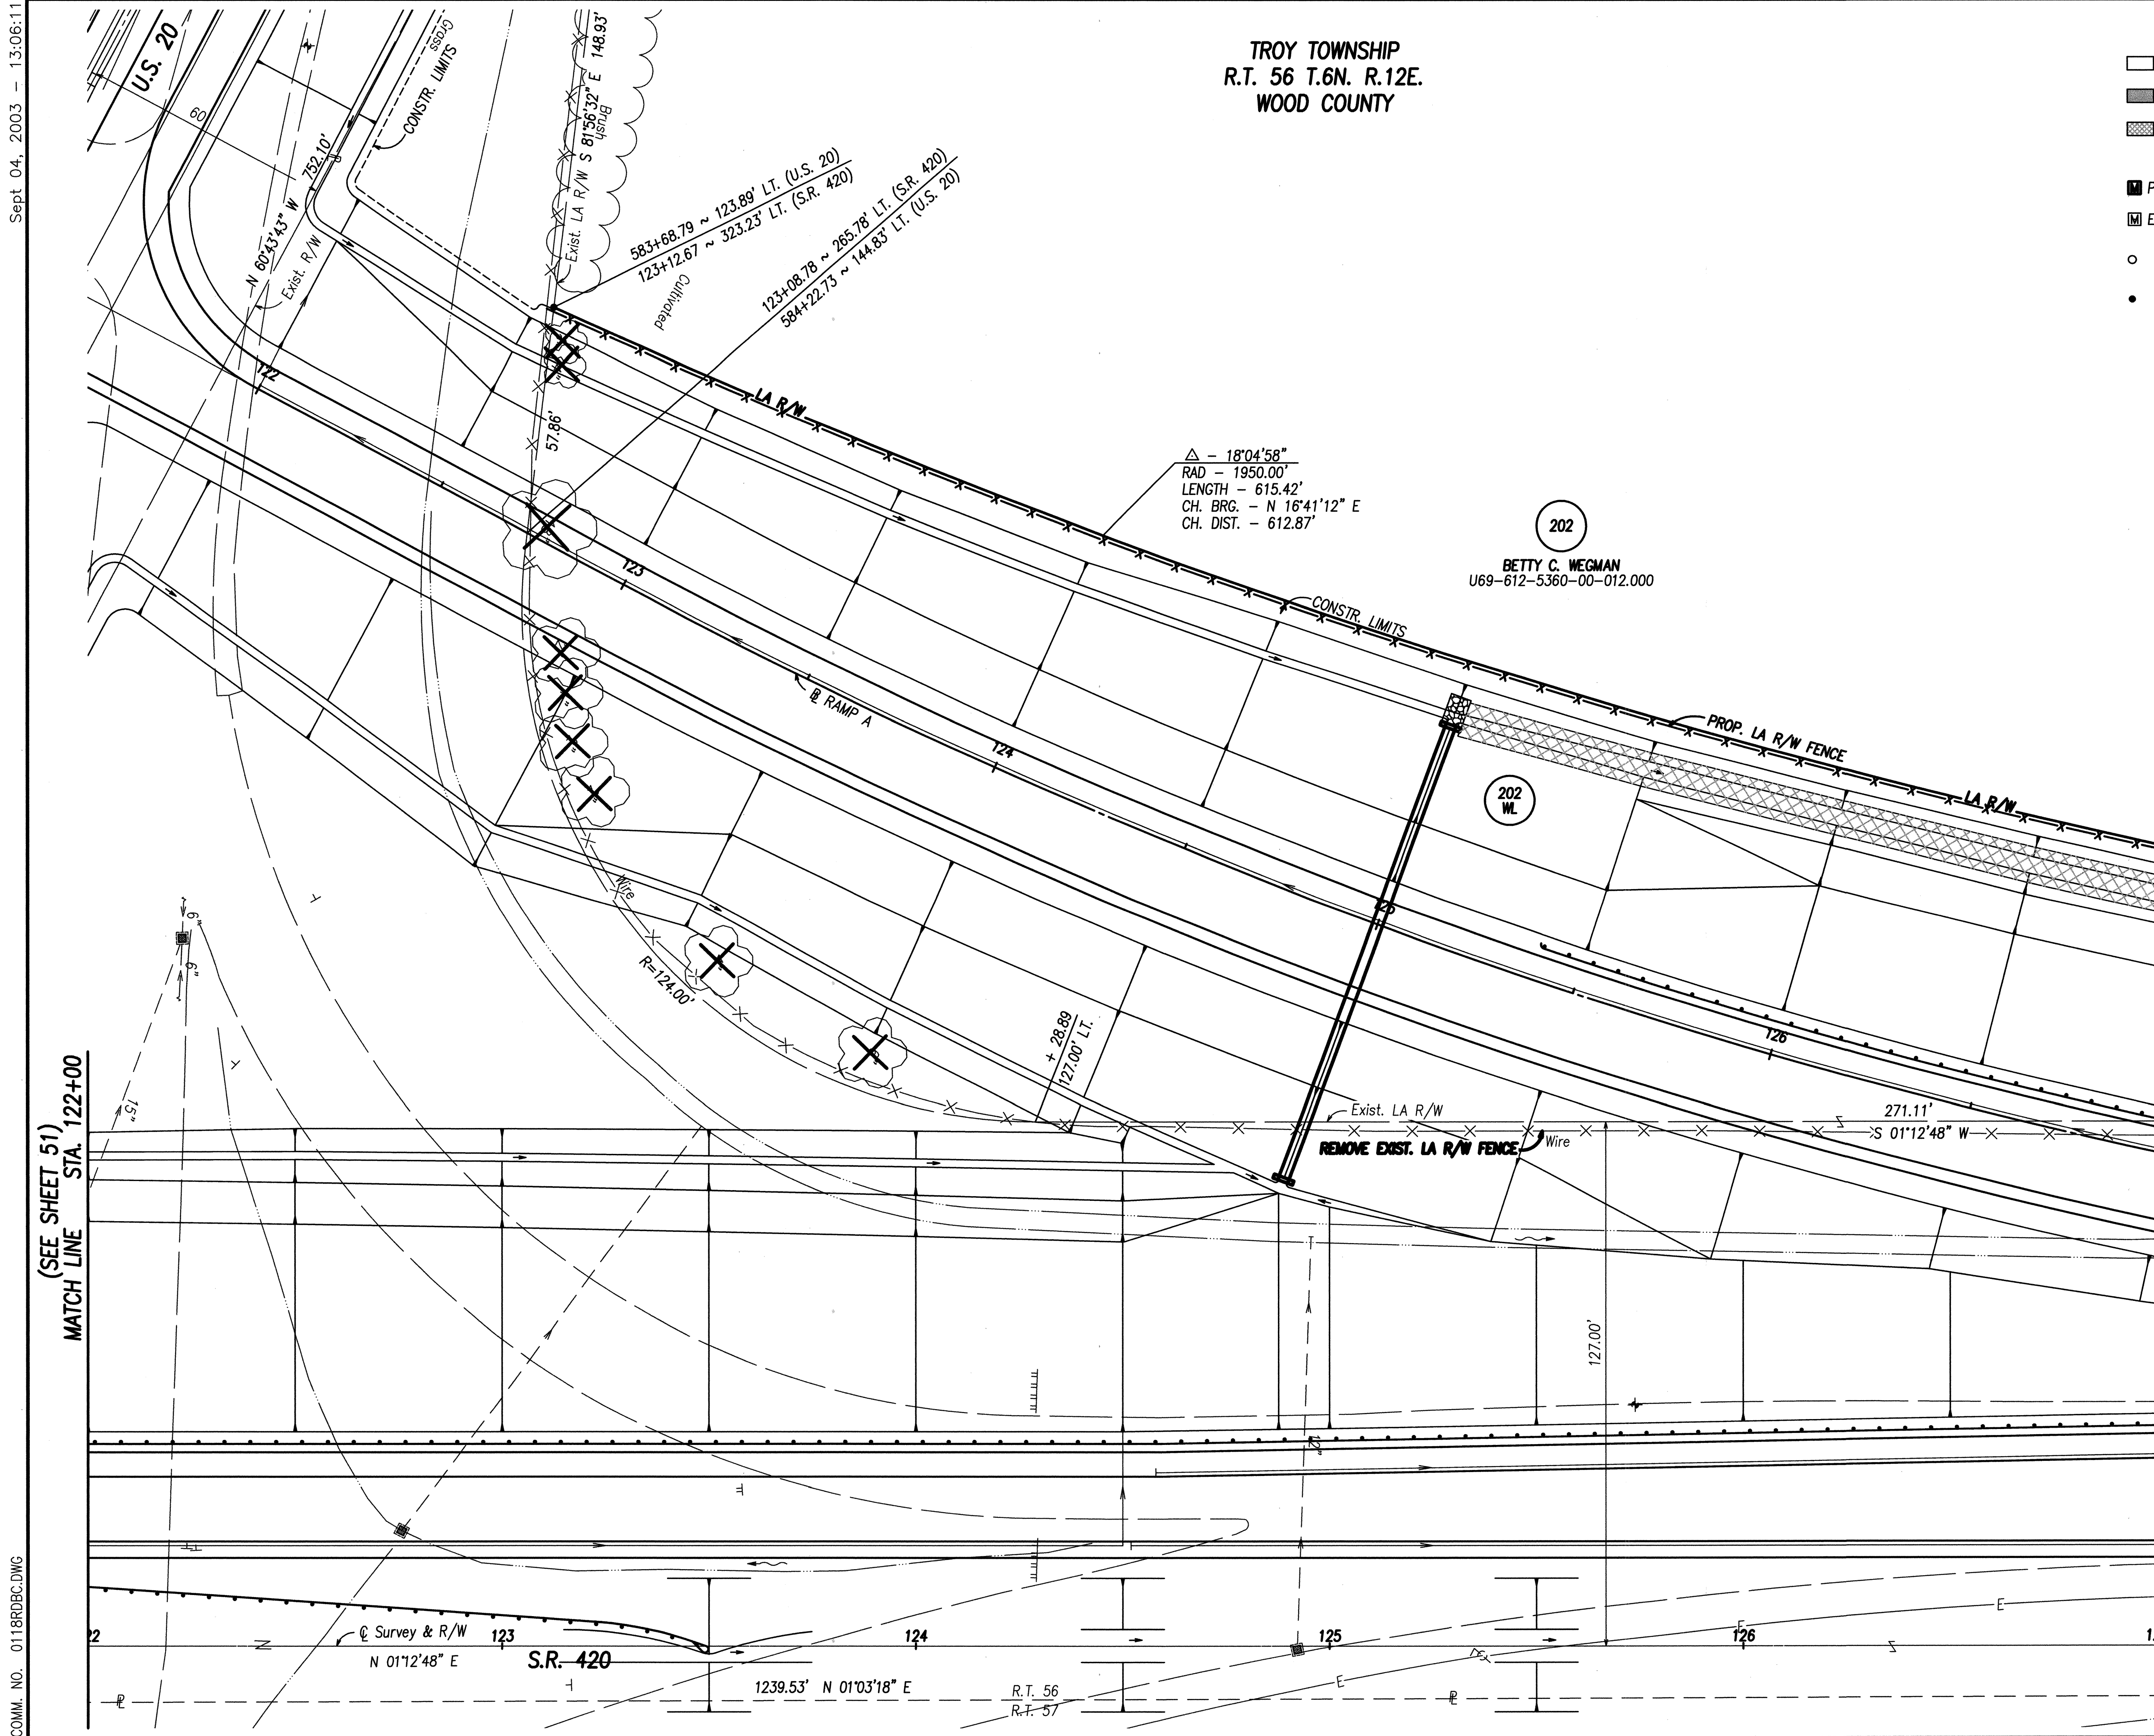 Sept 04, 2003 - 13:06:11
U.S. 20
60
752.10'
N 60°43'43" W
Exist. R/W
Grass
CONSTR. LIMITS
Exist. LA R/W S 81°56'32" E 148.93'
Brush
TROY TOWNSHIP
R.T. 56 T.6N. R.12E.
WOOD COUNTY
M P
M E
583+68.79 ~ 123.89' LT. (U.S. 20)
123+12.67 ~ 323.23' LT. (S.R. 420)
Cultivated
123+08.78 ~ 265.78' LT. (S.R. 420)
584+22.73 ~ 144.83' LT. (U.S. 20)
122
LA R/W
57.86'
△ - 18°04'58"
RAD - 1950.00'
LENGTH - 615.42'
CH. BRG. - N 16°41'12" E
CH. DIST. - 612.87'
202
BETTY C. WEGMAN
U69-612-5360-00-012.000
123
CONSTR. LIMITS
℄ RAMP A
124
PROP. LA R/W FENCE
202
WL
LA R/W
125
Wire
6"
6"
R=124.00'
126
+ 28.89
127.00' LT.
15"
Exist. LA R/W
271.11'
S 01°12'48" W
REMOVE EXIST. LA R/W FENCE
Wire
(SEE SHEET 51)
MATCH LINE STA. 122+00
127.00'
12"
22
℄ Survey & R/W
N 01°12'48" E
123
S.R. 420
124
125
126
E
E
E
1239.53' N 01°03'18" E
R.T. 56
R.T. 57
COMM. NO. 0118RDBC.DWG